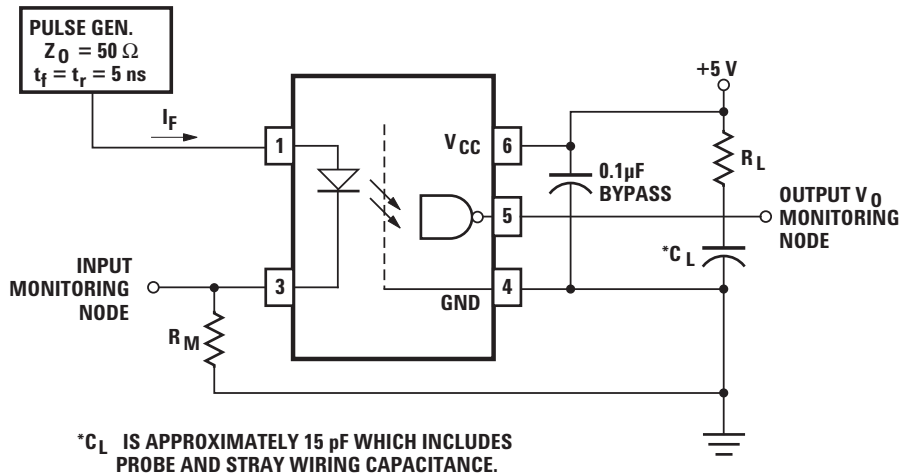 PULSE GEN.
Z0 = 50 Ω
tf = tr = 5 ns
IF
+5 V
1
VCC
6
0.1µF
BYPASS
RL
5
OUTPUT V0
MONITORING
NODE
*CL
INPUT
MONITORING
NODE
3
GND
4
RM
*CL IS APPROXIMATELY 15 pF WHICH INCLUDES
PROBE AND STRAY WIRING CAPACITANCE.